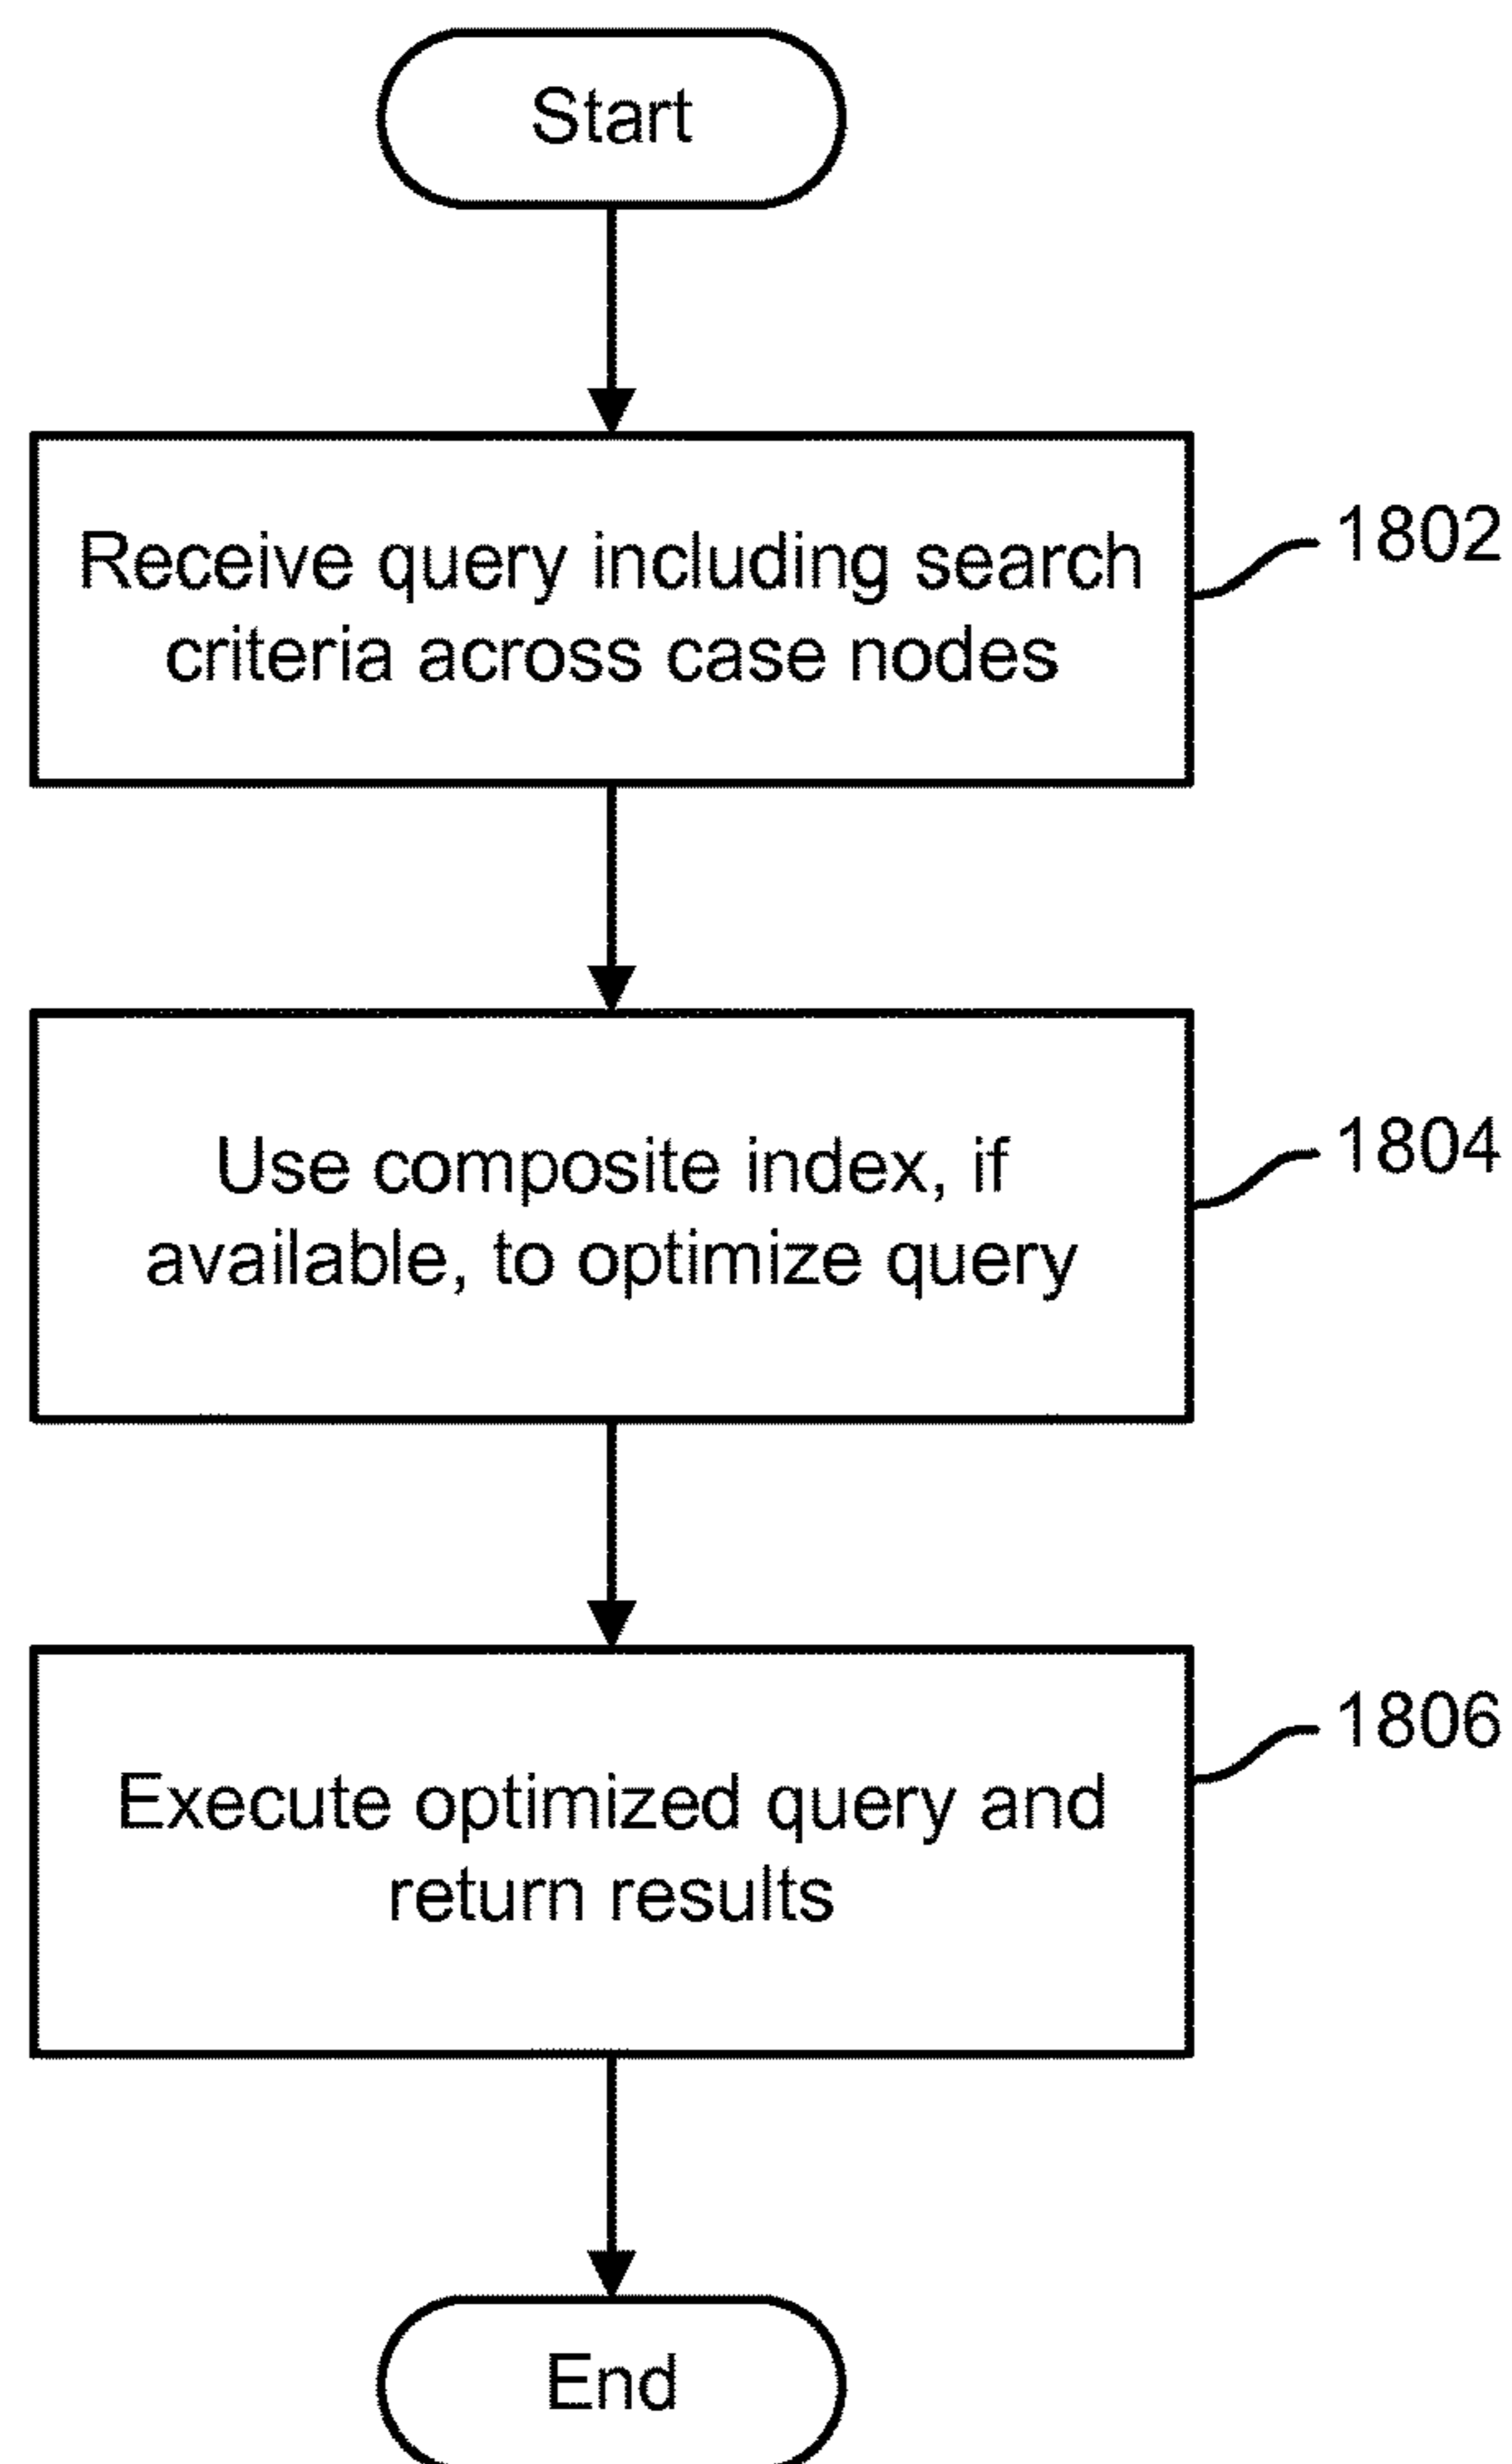 Start
Receive query including search
criteria across case nodes
1802
Use composite index, if
available, to optimize query
1804
Execute optimized query and
return results
1806
End